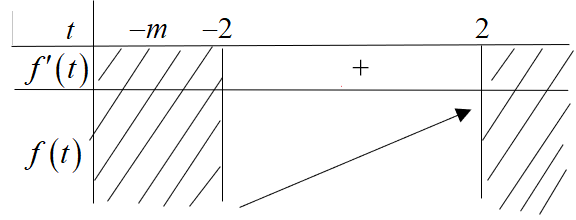 t –m –2 2
f′(t) +
f(t)